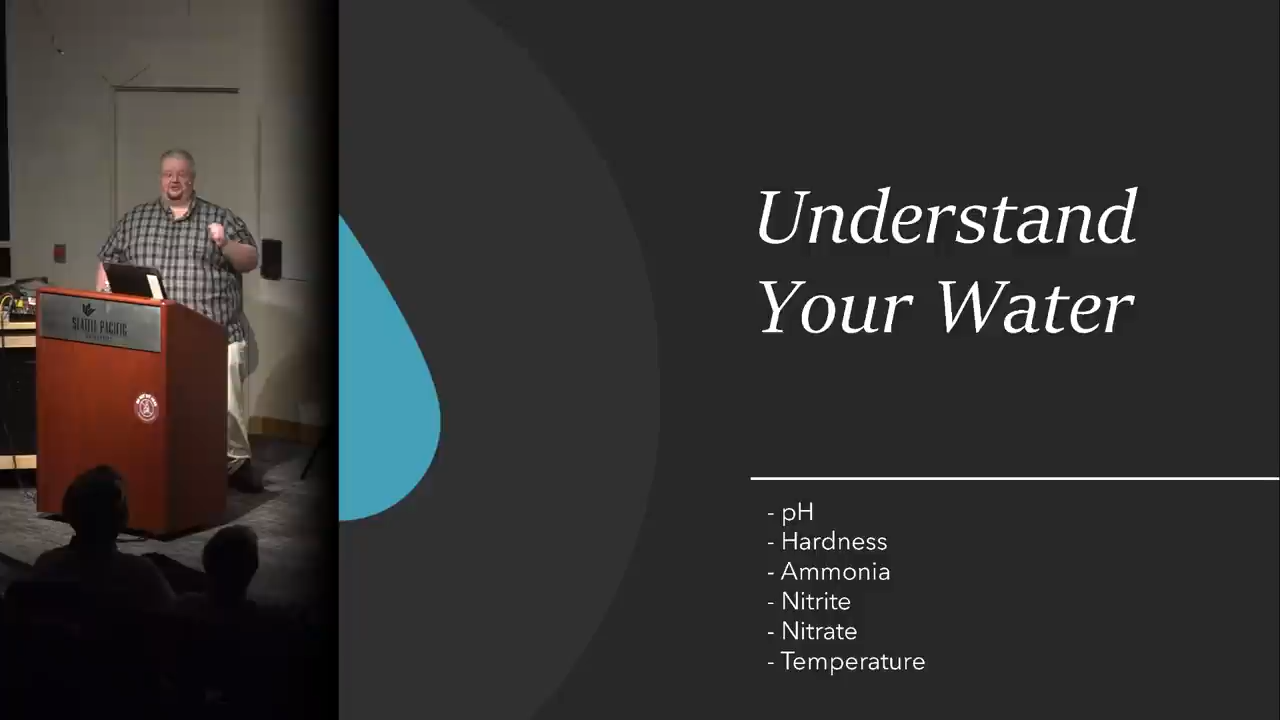 SEATTLE PACIFIC
Understand
Your Water
- pH
- Hardness
- Ammonia
- Nitrite
- Nitrate
- Temperature